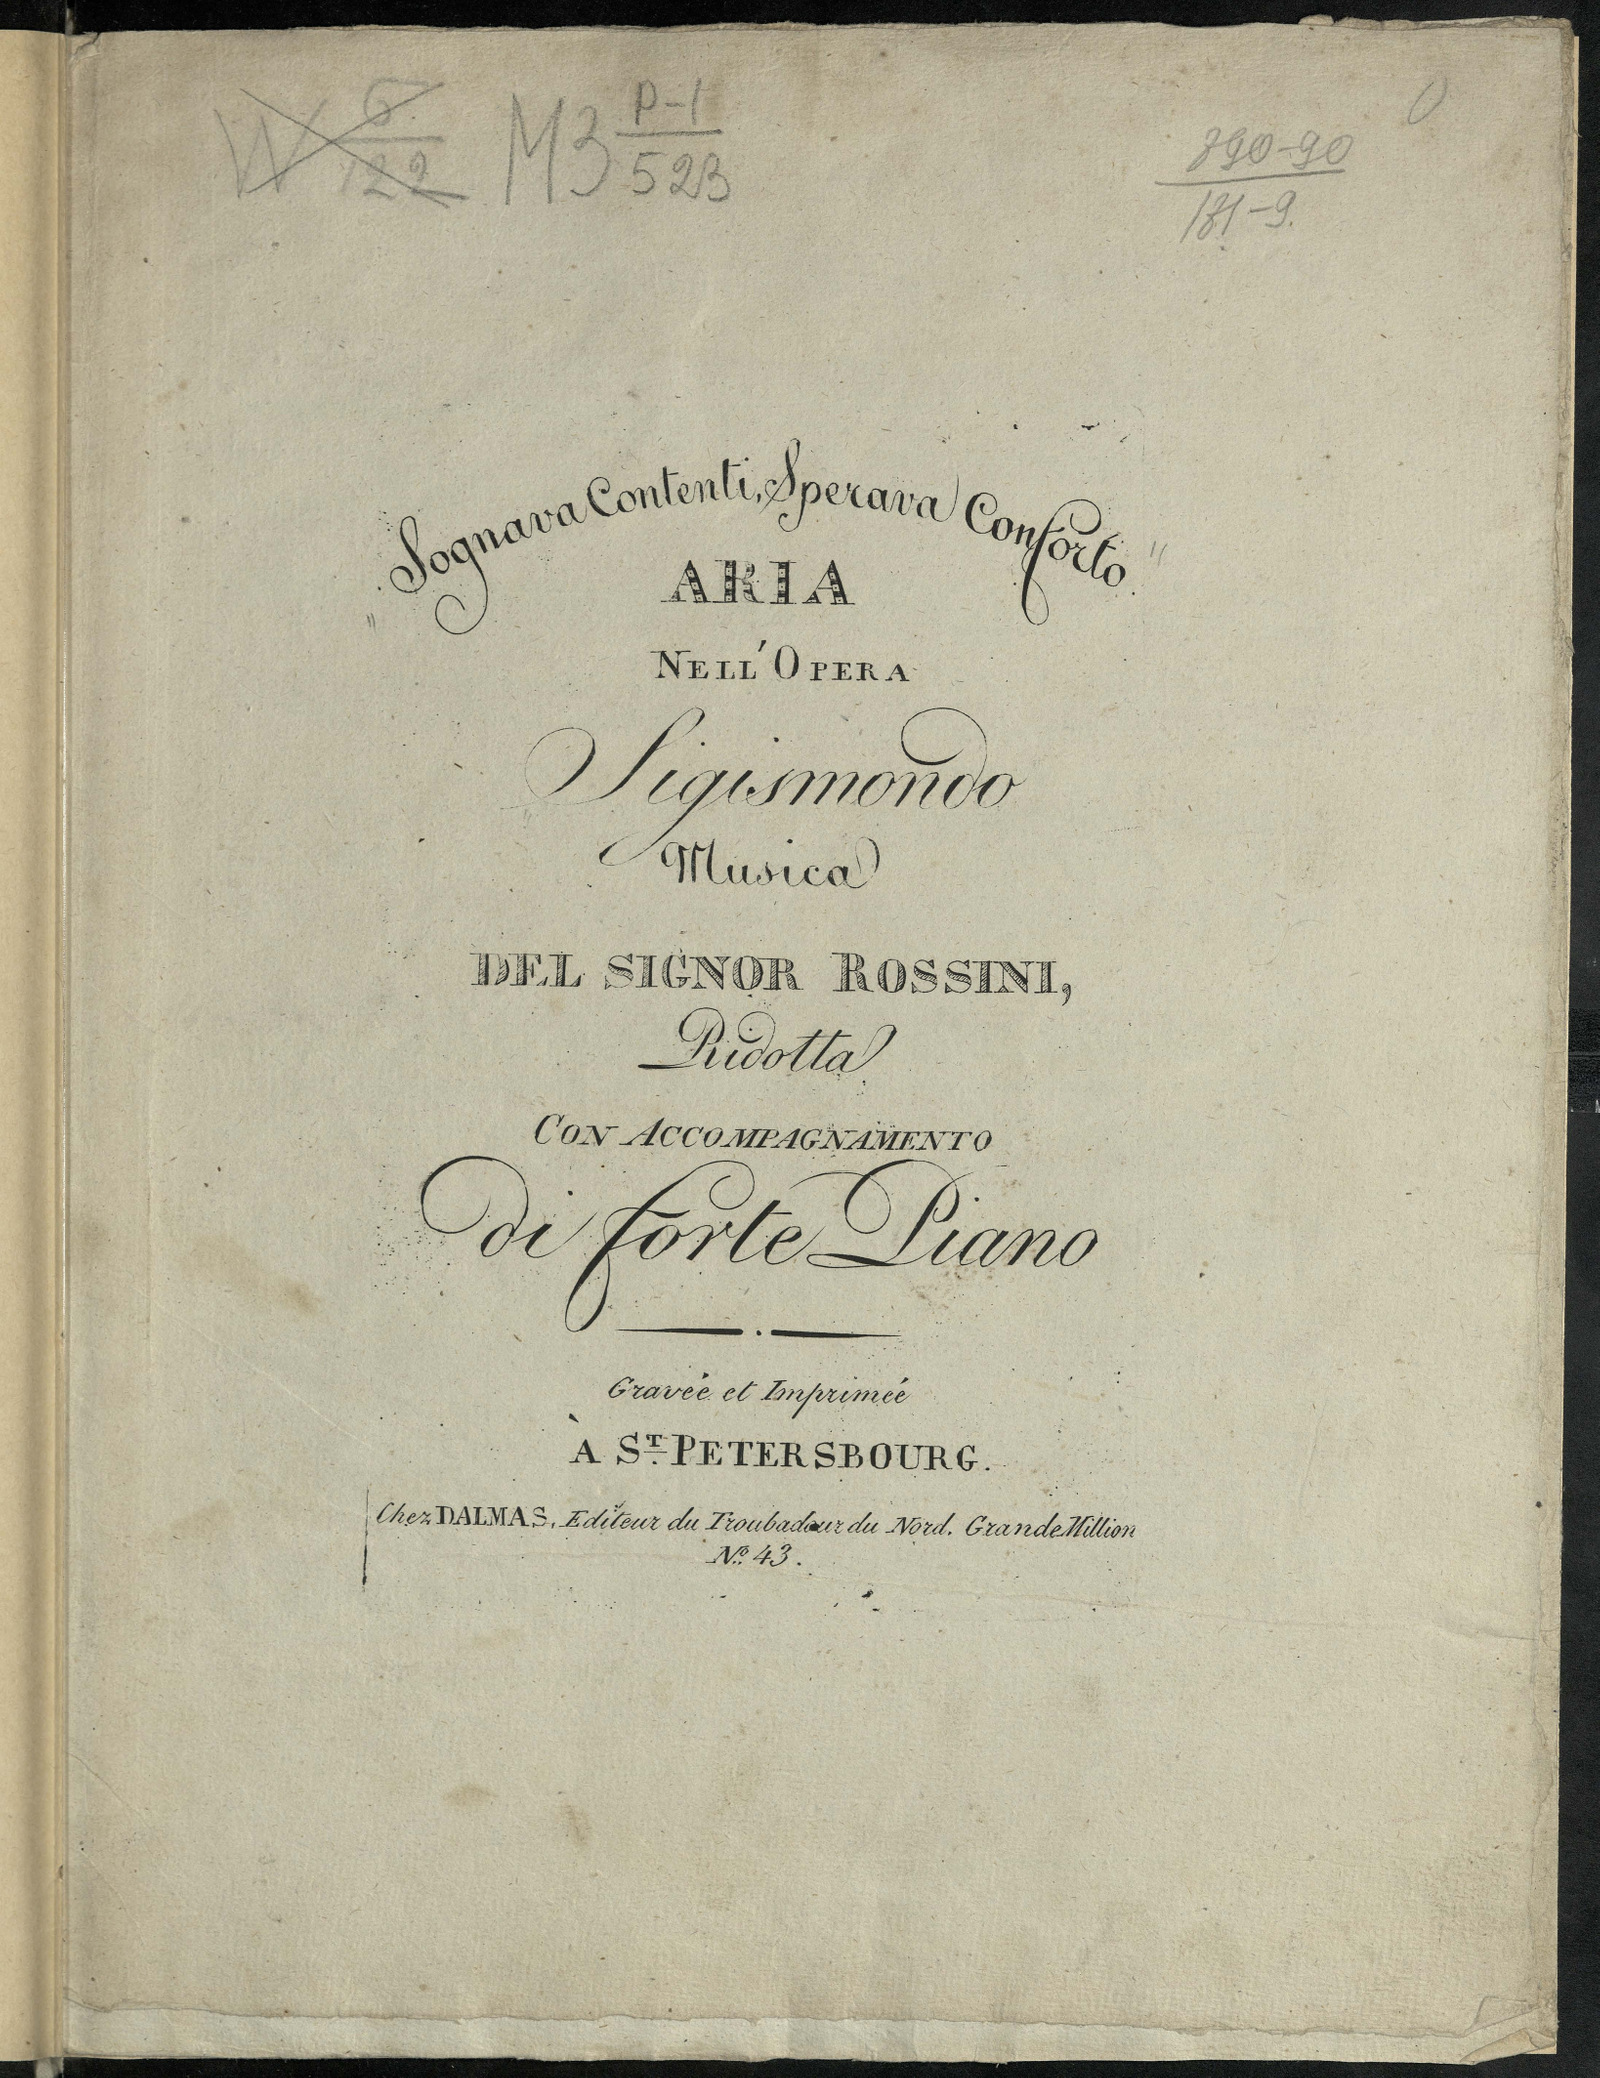 W 6.
122
МЗ Р-1
523
890-90
181-9.
" Sognava Contenti, Sperava Conforto. "
ARIA
NELL' OPERA
Sigismondo
Musica
DEL SIGNOR ROSSINI,
Ridotta
CON ACCOMPAGNAMENTO
di forte Piano
Gravée et Imprimée
À ST. PETERSBOURG.
Chez DALMAS, Editeur du Troubadour du Nord. Grande Million
No. 43.